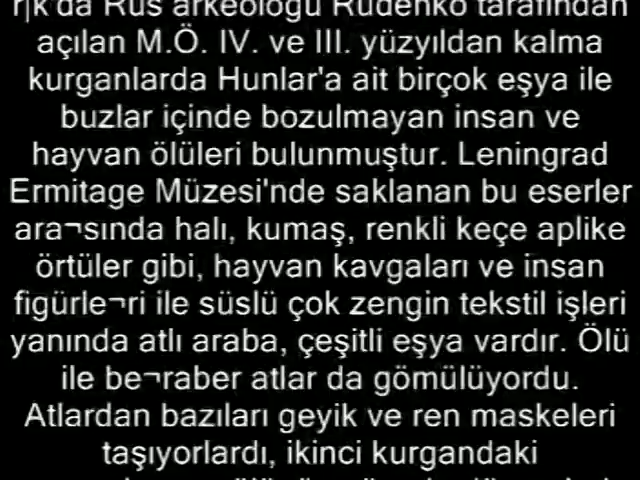 Rus arkeoloğu Rudenko tarafından
açılan M.Ö. IV. ve III. yüzyıldan kalma
kurganlarda Hunlar'a ait birçok eşya ile
buzlar içinde bozulmayan insan ve
hayvan ölüleri bulunmuştur. Leningrad
Ermitage Müzesi'nde saklanan bu eserler
ara¬sında halı, kumaş, renkli keçe aplike
örtüler gibi, hayvan kavgaları ve insan
figürle¬ri ile süslü çok zengin tekstil işleri
yanında atlı araba, çeşitli eşya vardır. Ölü
ile be¬raber atlar da gömülüyordu.
Atlardan bazıları geyik ve ren maskeleri
taşıyorlardı, ikinci kurgandaki